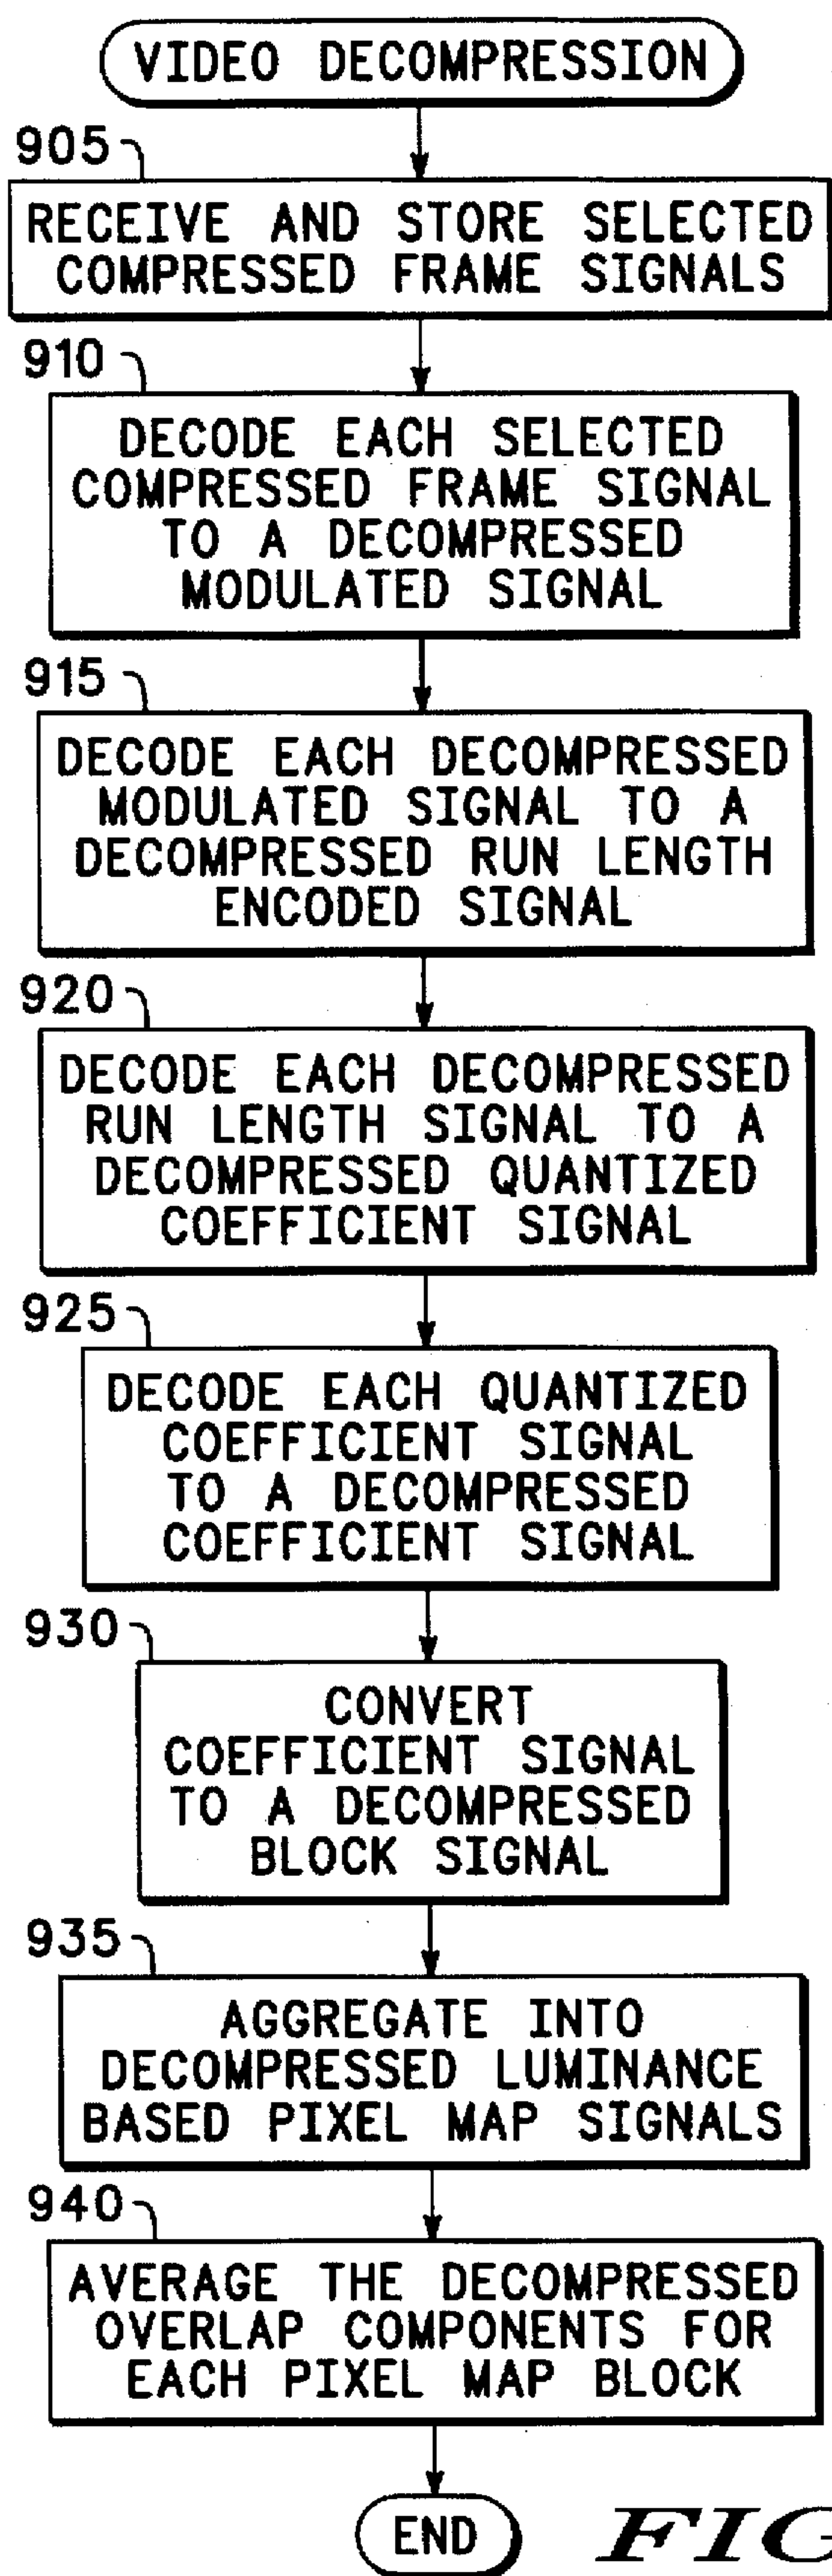 VIDEO DECOMPRESSION
905
RECEIVE AND STORE SELECTED
COMPRESSED FRAME SIGNALS
910
DECODE EACH SELECTED
COMPRESSED FRAME SIGNAL
TO A DECOMPRESSED
MODULATED SIGNAL
915
DECODE EACH DECOMPRESSED
MODULATED SIGNAL TO A
DECOMPRESSED RUN LENGTH
ENCODED SIGNAL
920
DECODE EACH DECOMPRESSED
RUN LENGTH SIGNAL TO A
DECOMPRESSED QUANTIZED
COEFFICIENT SIGNAL
925
DECODE EACH QUANTIZED
COEFFICIENT SIGNAL
TO A DECOMPRESSED
COEFFICIENT SIGNAL
930
CONVERT
COEFFICIENT SIGNAL
TO A DECOMPRESSED
BLOCK SIGNAL
935
AGGREGATE INTO
DECOMPRESSED LUMINANCE
BASED PIXEL MAP SIGNALS
940
AVERAGE THE DECOMPRESSED
OVERLAP COMPONENTS FOR
EACH PIXEL MAP BLOCK
END
FIG